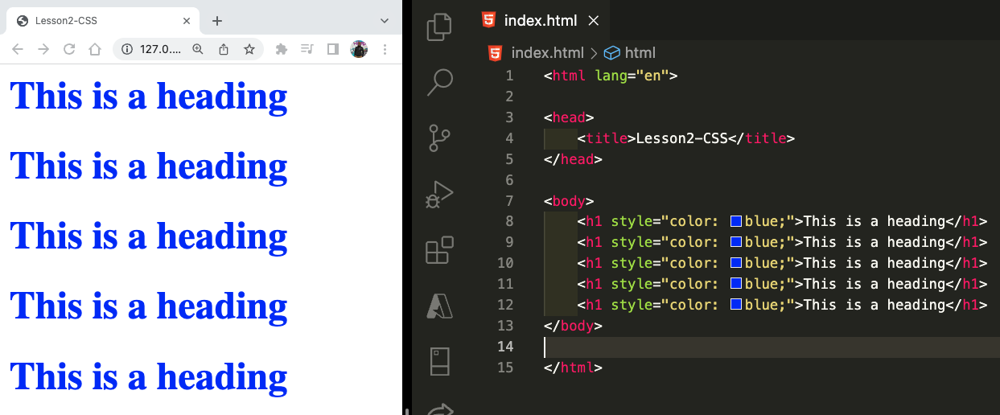 Lesson2-CSS
127.0....
This is a heading
This is a heading
This is a heading
This is a heading
This is a heading
index.html
index.html > html
1 <html lang="en">
2
3 <head>
4     <title>Lesson2-CSS</title>
5 </head>
6
7 <body>
8     <h1 style="color: blue;">This is a heading</h1>
9     <h1 style="color: blue;">This is a heading</h1>
10     <h1 style="color: blue;">This is a heading</h1>
11     <h1 style="color: blue;">This is a heading</h1>
12     <h1 style="color: blue;">This is a heading</h1>
13 </body>
14
15 </html>